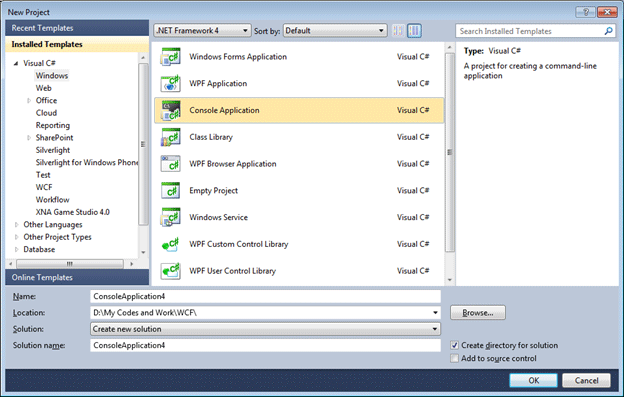 New Project
Recent Templates
Installed Templates
Visual C#
Windows
Web
Office
Cloud
Reporting
SharePoint
Silverlight
Silverlight for Windows Phone
Test
WCF
Workflow
XNA Game Studio 4.0
Other Languages
Other Project Types
Database
Online Templates
.NET Framework 4 Sort by: Default
Windows Forms Application Visual C#
WPF Application Visual C#
Console Application Visual C#
Class Library Visual C#
WPF Browser Application Visual C#
Empty Project Visual C#
Windows Service Visual C#
WPF Custom Control Library Visual C#
WPF User Control Library Visual C#
Search Installed Templates
Type: Visual C#
A project for creating a command-line
application
Name: ConsoleApplication4
Location: D:\My Codes and Work\WCF\ Browse...
Solution: Create new solution
Solution name: ConsoleApplication4
Create directory for solution
Add to source control
OK Cancel